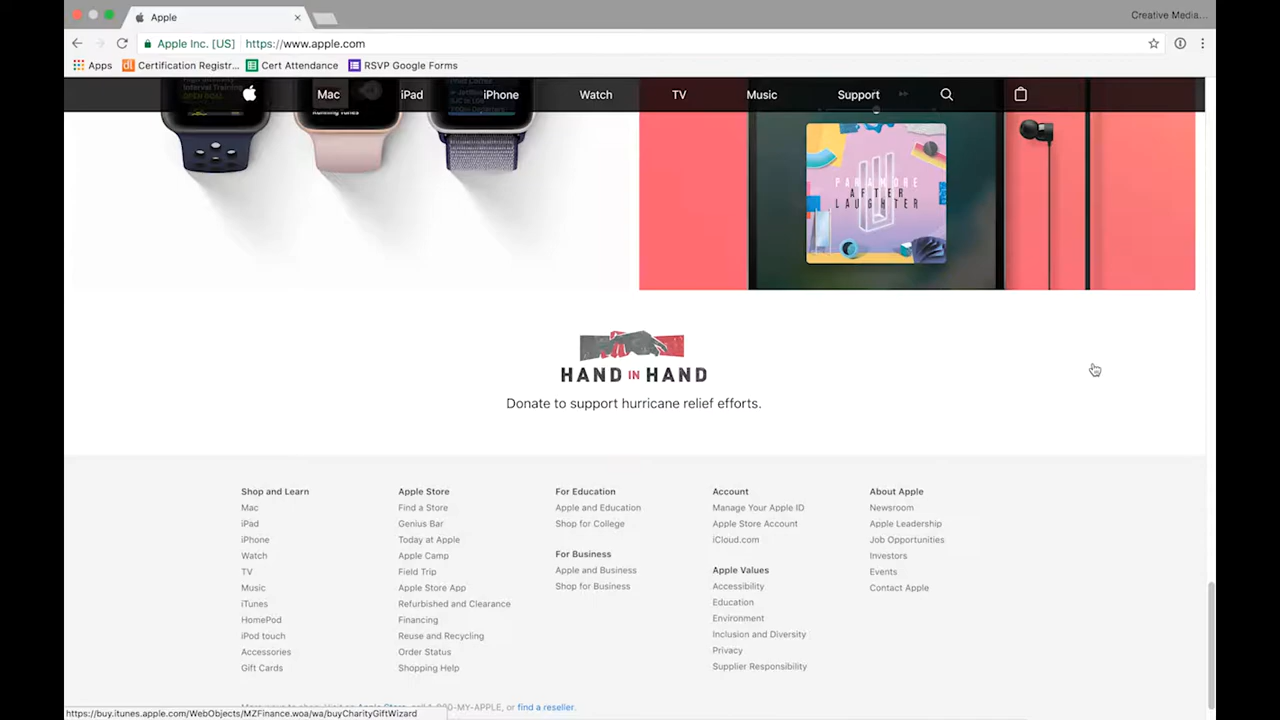 Apple
Creative Media...
Apple Inc. [US] https://www.apple.com
Apps Certification Registr... Cert Attendance RSVP Google Forms
Mac iPad iPhone Watch TV Music Support
PARAMORE
AFTER
LAUGHTER
HAND IN HAND
Donate to support hurricane relief efforts.
Shop and Learn
Mac
iPad
iPhone
Watch
TV
Music
iTunes
HomePod
iPod touch
Accessories
Gift Cards
Apple Store
Find a Store
Genius Bar
Today at Apple
Apple Camp
Field Trip
Apple Store App
Refurbished and Clearance
Financing
Reuse and Recycling
Order Status
Shopping Help
For Education
Apple and Education
Shop for College
For Business
Apple and Business
Shop for Business
Account
Manage Your Apple ID
Apple Store Account
iCloud.com
Apple Values
Accessibility
Education
Environment
Inclusion and Diversity
Privacy
Supplier Responsibility
About Apple
Newsroom
Apple Leadership
Job Opportunities
Investors
Events
Contact Apple
-MY-APPLE, or find a reseller.
https://buy.itunes.apple.com/WebObjects/MZFinance.woa/wa/buyCharityGiftWizard